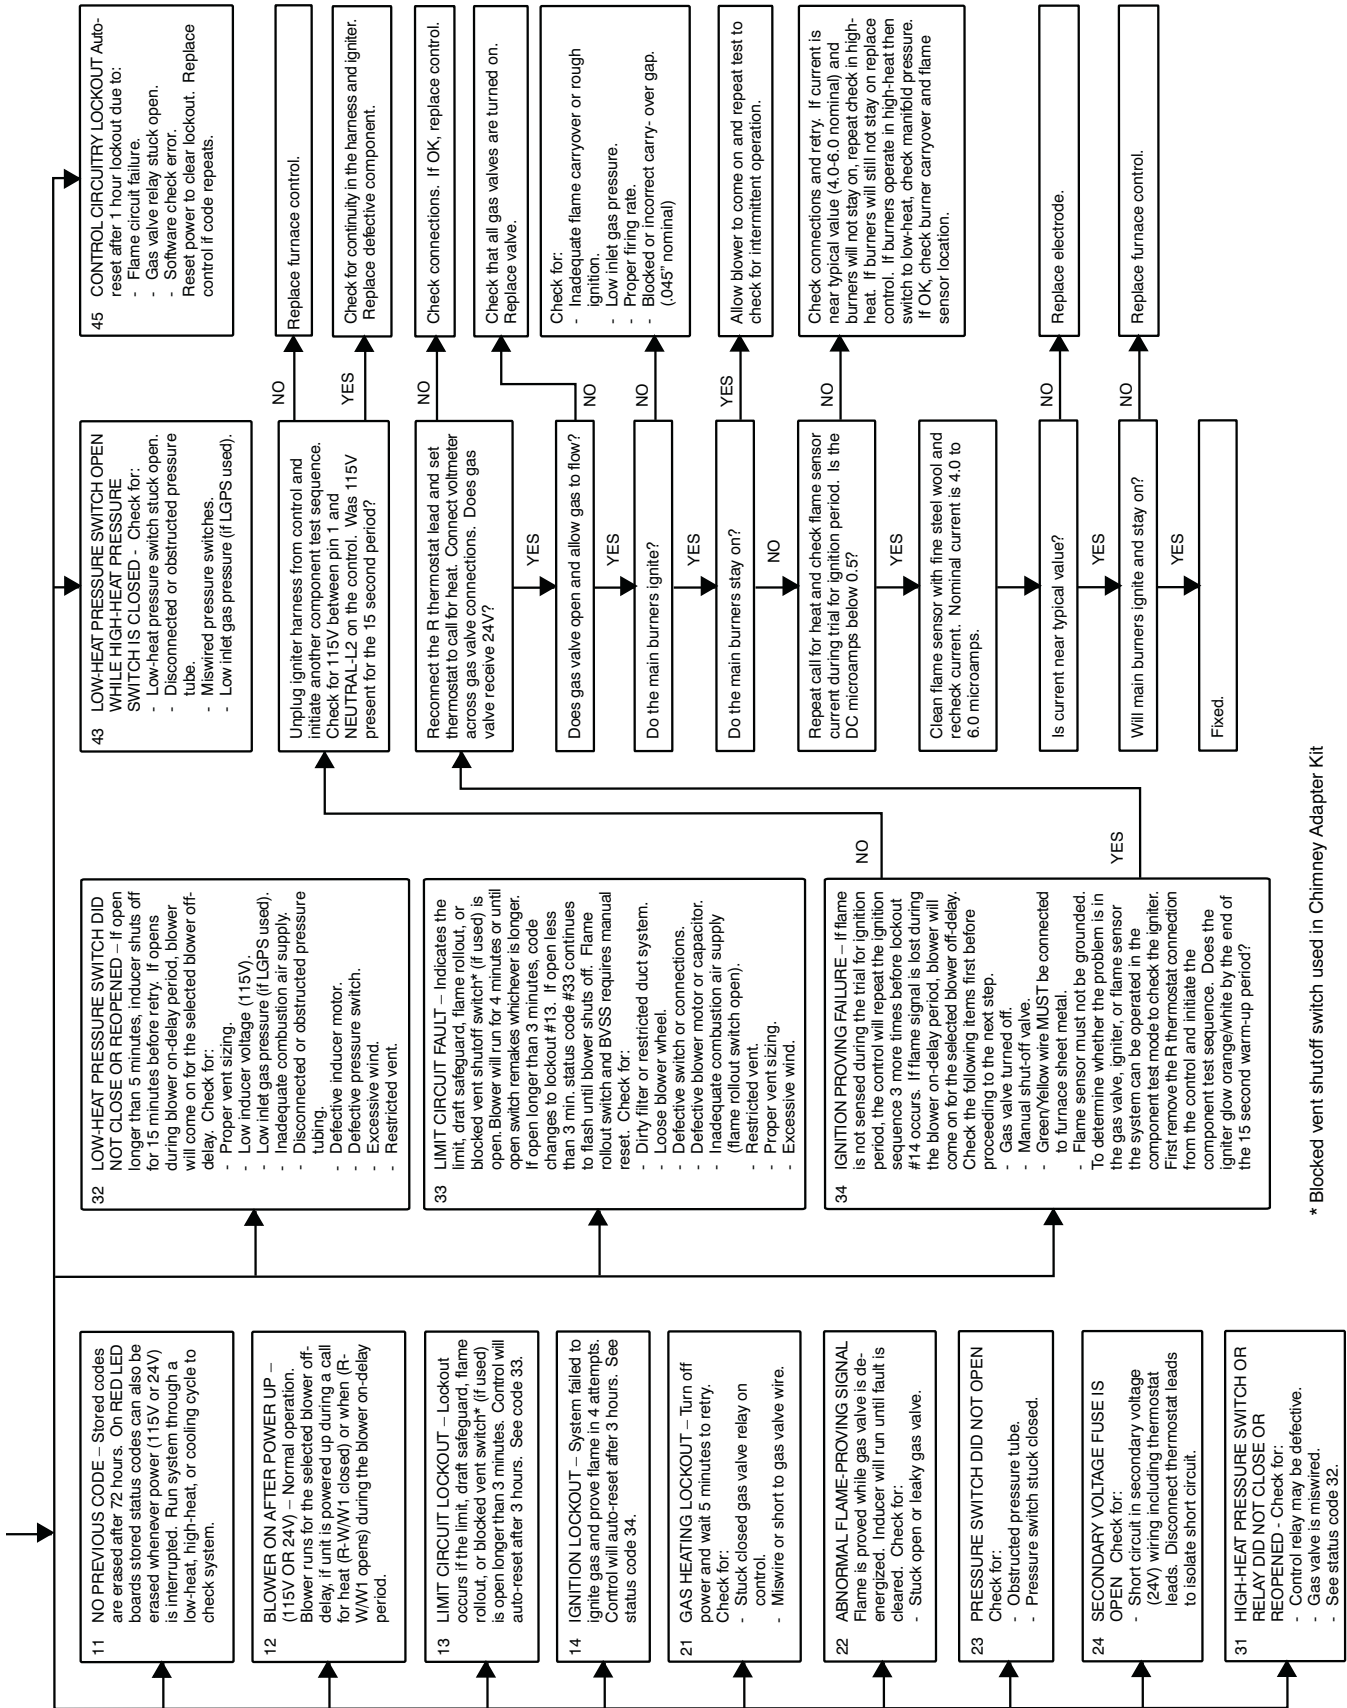 11 NO PREVIOUS CODE – Stored codes
are erased after 72 hours. On RED LED
boards stored status codes can also be
erased whenever power (115V or 24V)
is interrupted. Run system through a
low-heat, high-heat, or cooling cycle to
check system.
12 BLOWER ON AFTER POWER UP –
(115V OR 24V) – Normal operation.
Blower runs for the selected blower off-
delay, if unit is powered up during a call
for heat (R-W/W1 closed) or when (R-
W/W1 opens) during the blower on-delay
period.
13 LIMIT CIRCUIT LOCKOUT – Lockout
occurs if the limit, draft safeguard, flame
rollout, or blocked vent switch* (if used)
is open longer than 3 minutes. Control will
auto-reset after 3 hours. See code 33.
14 IGNITION LOCKOUT – System failed to
ignite gas and prove flame in 4 attempts.
Control will auto-reset after 3 hours. See
status code 34.
21 GAS HEATING LOCKOUT – Turn off
power and wait 5 minutes to retry.
Check for:
- Stuck closed gas valve relay on
control.
- Miswire or short to gas valve wire.
22 ABNORMAL FLAME-PROVING SIGNAL
Flame is proved while gas valve is de-
energized. Inducer will run until fault is
cleared. Check for:
- Stuck open or leaky gas valve.
23 PRESSURE SWITCH DID NOT OPEN
Check for:
- Obstructed pressure tube.
- Pressure switch stuck closed.
24 SECONDARY VOLTAGE FUSE IS
OPEN Check for:
- Short circuit in secondary voltage
(24V) wiring including thermostat
leads. Disconnect thermostat leads
to isolate short circuit.
31 HIGH-HEAT PRESSURE SWITCH OR
RELAY DID NOT CLOSE OR
REOPENED - Check for:
- Control relay may be defective.
- Gas valve is miswired.
- See status code 32.
32 LOW-HEAT PRESSURE SWITCH DID
NOT CLOSE OR REOPENED – If open
longer than 5 minutes, inducer shuts off
for 15 minutes before retry. If opens
during blower on-delay period, blower
will come on for the selected blower off-
delay. Check for:
- Proper vent sizing.
- Low inducer voltage (115V).
- Low inlet gas pressure (if LGPS used).
- Inadequate combustion air supply.
- Disconnected or obstructed pressure
tubing.
- Defective inducer motor.
- Defective pressure switch.
- Excessive wind.
- Restricted vent.
33 LIMIT CIRCUIT FAULT – Indicates the
limit, draft safeguard, flame rollout, or
blocked vent shutoff switch* (if used) is
open. Blower will run for 4 minutes or until
open switch remakes whichever is longer.
If open longer than 3 minutes, code
changes to lockout #13. If open less
than 3 min. status code #33 continues
to flash until blower shuts off. Flame
rollout switch and BVSS requires manual
reset. Check for:
- Dirty filter or restricted duct system.
- Loose blower wheel.
- Defective switch or connections.
- Defective blower motor or capacitor.
- Inadequate combustion air supply
(flame rollout switch open).
- Restricted vent.
- Proper vent sizing.
- Excessive wind.
34 IGNITION PROVING FAILURE – If flame
is not sensed during the trial for ignition
period, the control will repeat the ignition
sequence 3 more times before lockout
#14 occurs. If flame signal is lost during
the blower on-delay period, blower will
come on for the selected blower off-delay.
Check the following items first before
proceeding to the next step.
- Gas valve turned off.
- Manual shut-off valve.
- Green/Yellow wire MUST be connected
to furnace sheet metal.
- Flame sensor must not be grounded.
To determine whether the problem is in
the gas valve, igniter, or flame sensor
the system can be operated in the
component test mode to check the igniter.
First remove the R thermostat connection
from the control and initiate the
component test sequence. Does the
igniter glow orange/white by the end of
the 15 second warm-up period?
NO
YES
43 LOW-HEAT PRESSURE SWITCH OPEN
WHILE HIGH-HEAT PRESSURE
SWITCH IS CLOSED - Check for:
- Low-heat pressure switch stuck open.
- Disconnected or obstructed pressure
tube.
- Miswired pressure switches.
- Low inlet gas pressure (if LGPS used).
Unplug igniter harness from control and
initiate another component test sequence.
Check for 115V between pin 1 and
NEUTRAL-L2 on the control. Was 115V
present for the 15 second period?
NO
YES
Reconnect the R thermostat lead and set
thermostat to call for heat. Connect voltmeter
across gas valve connections. Does gas
valve receive 24V?
NO
YES
Does gas valve open and allow gas to flow?
NO
YES
Do the main burners ignite?
NO
YES
Do the main burners stay on?
YES
NO
Repeat call for heat and check flame sensor
current during trial for ignition period. Is the
DC microamps below 0.5?
NO
YES
Clean flame sensor with fine steel wool and
recheck current. Nominal current is 4.0 to
6.0 microamps.
Is current near typical value?
NO
YES
Will main burners ignite and stay on?
NO
YES
Fixed.
45 CONTROL CIRCUITRY LOCKOUT Auto-
reset after 1 hour lockout due to:
- Flame circuit failure.
- Gas valve relay stuck open.
- Software check error.
Reset power to clear lockout. Replace
control if code repeats.
Replace furnace control.
Check for continuity in the harness and igniter.
Replace defective component.
Check connections. If OK, replace control.
Check that all gas valves are turned on.
Replace valve.
Check for:
- Inadequate flame carryover or rough
ignition.
- Low inlet gas pressure.
- Proper firing rate.
- Blocked or incorrect carry- over gap.
(.045” nominal)
Allow blower to come on and repeat test to
check for intermittent operation.
Check connections and retry. If current is
near typical value (4.0-6.0 nominal) and
burners will not stay on, repeat check in high-
heat. If burners will still not stay on replace
control. If burners operate in high-heat then
switch to low-heat, check manifold pressure.
If OK, check burner carryover and flame
sensor location.
Replace electrode.
Replace furnace control.
* Blocked vent shutoff switch used in Chimney Adapter Kit